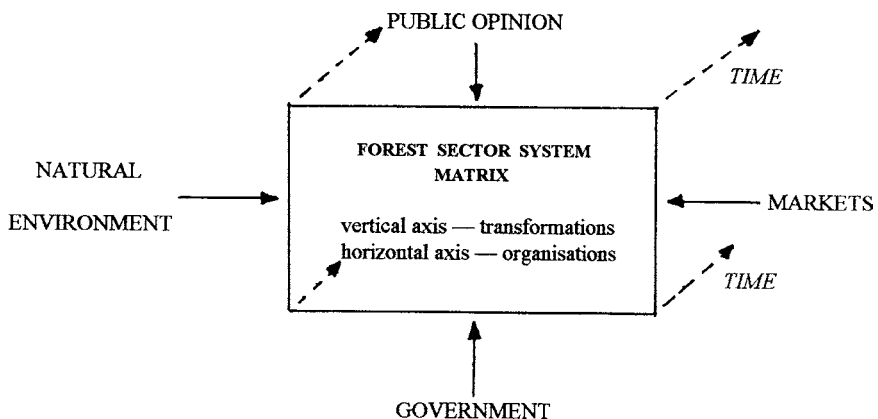 PUBLIC OPINION
TIME
FOREST SECTOR SYSTEM
MATRIX
NATURAL
ENVIRONMENT
MARKETS
vertical axis — transformations
horizontal axis — organisations
TIME
GOVERNMENT